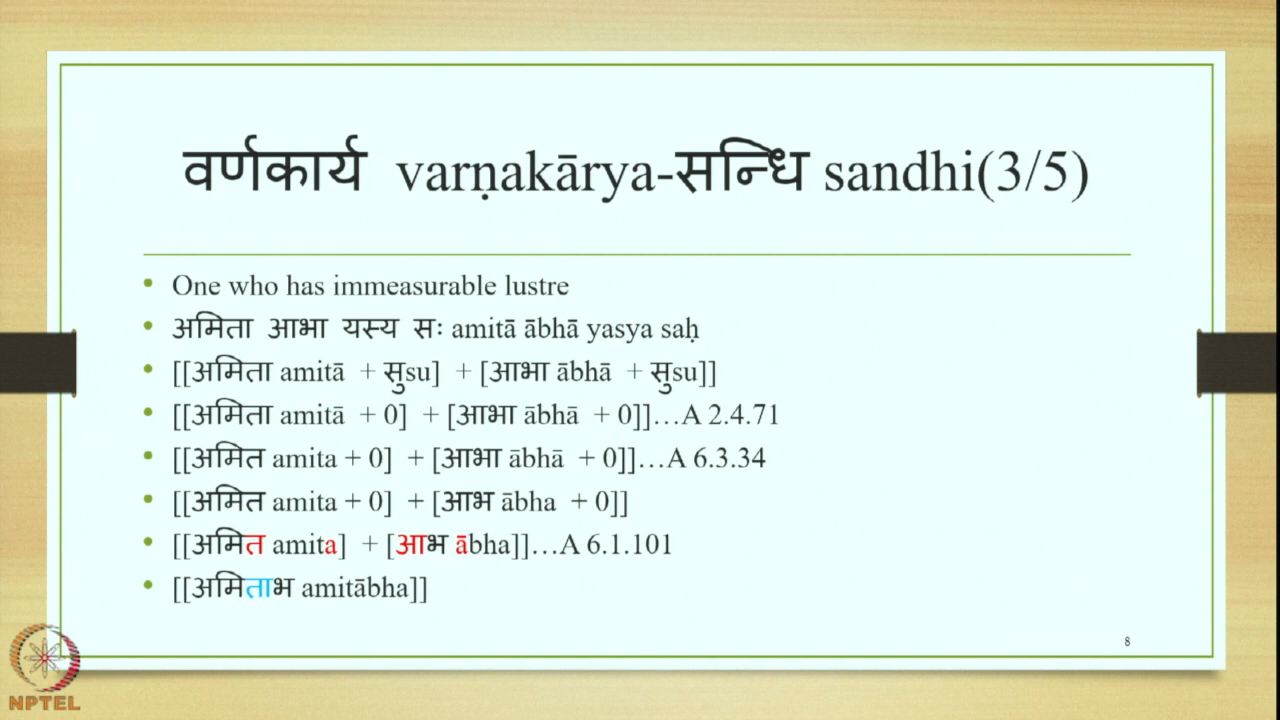 वर्णकार्य varṇakārya-सन्धि sandhi(3/5)
• One who has immeasurable lustre
• अमिता आभा यस्य सः amitā ābhā yasya saḥ
• [[अमिता amitā + सुsu] + [आभा ābhā + सुsu]]
• [[अमिता amitā + 0] + [आभा ābhā + 0]]…A 2.4.71
• [[अमित amita + 0] + [आभा ābhā + 0]]…A 6.3.34
• [[अमित amita + 0] + [आभ ābha + 0]]
• [[अमित amita] + [आभ ābha]]…A 6.1.101
• [[अमिताभ amitābha]]
8
NPTEL